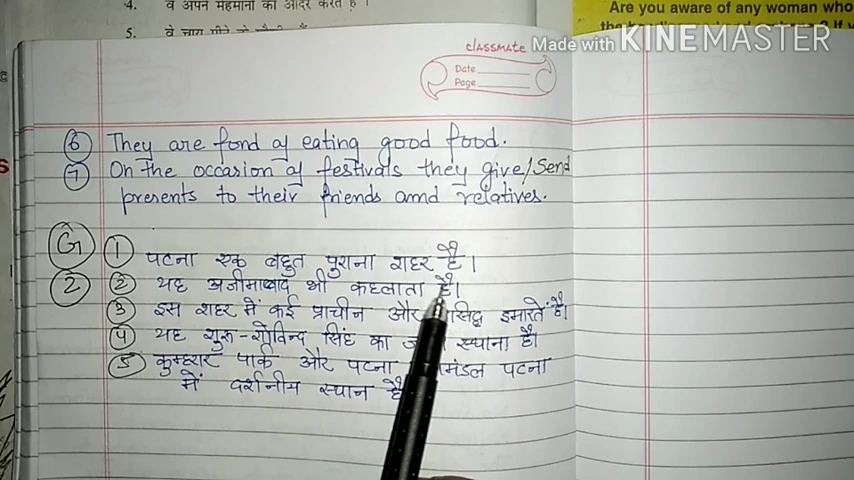 4. वे अपने मेहमानों का आदर करते हैं।
5. वे चाय पीने के
Are you aware of any woman who
Made with KINEMASTER
classmate
Date
Page
6 They are fond of eating good food.
7 On the occasion of festivals they give/Send
presents to their friends and relatives.
G 1 पटना एक बहुत पुराना शहर है।
2 2 यह अजीमाबाद भी कहलाता है।
3 इस शहर में कई प्राचीन और इमारतें है।
4 यह गुरू-गोविन्द सिंह का स्थाना है।
5 कुम्हरार पार्क और पटना पटना
में दर्शनीय स्थान है